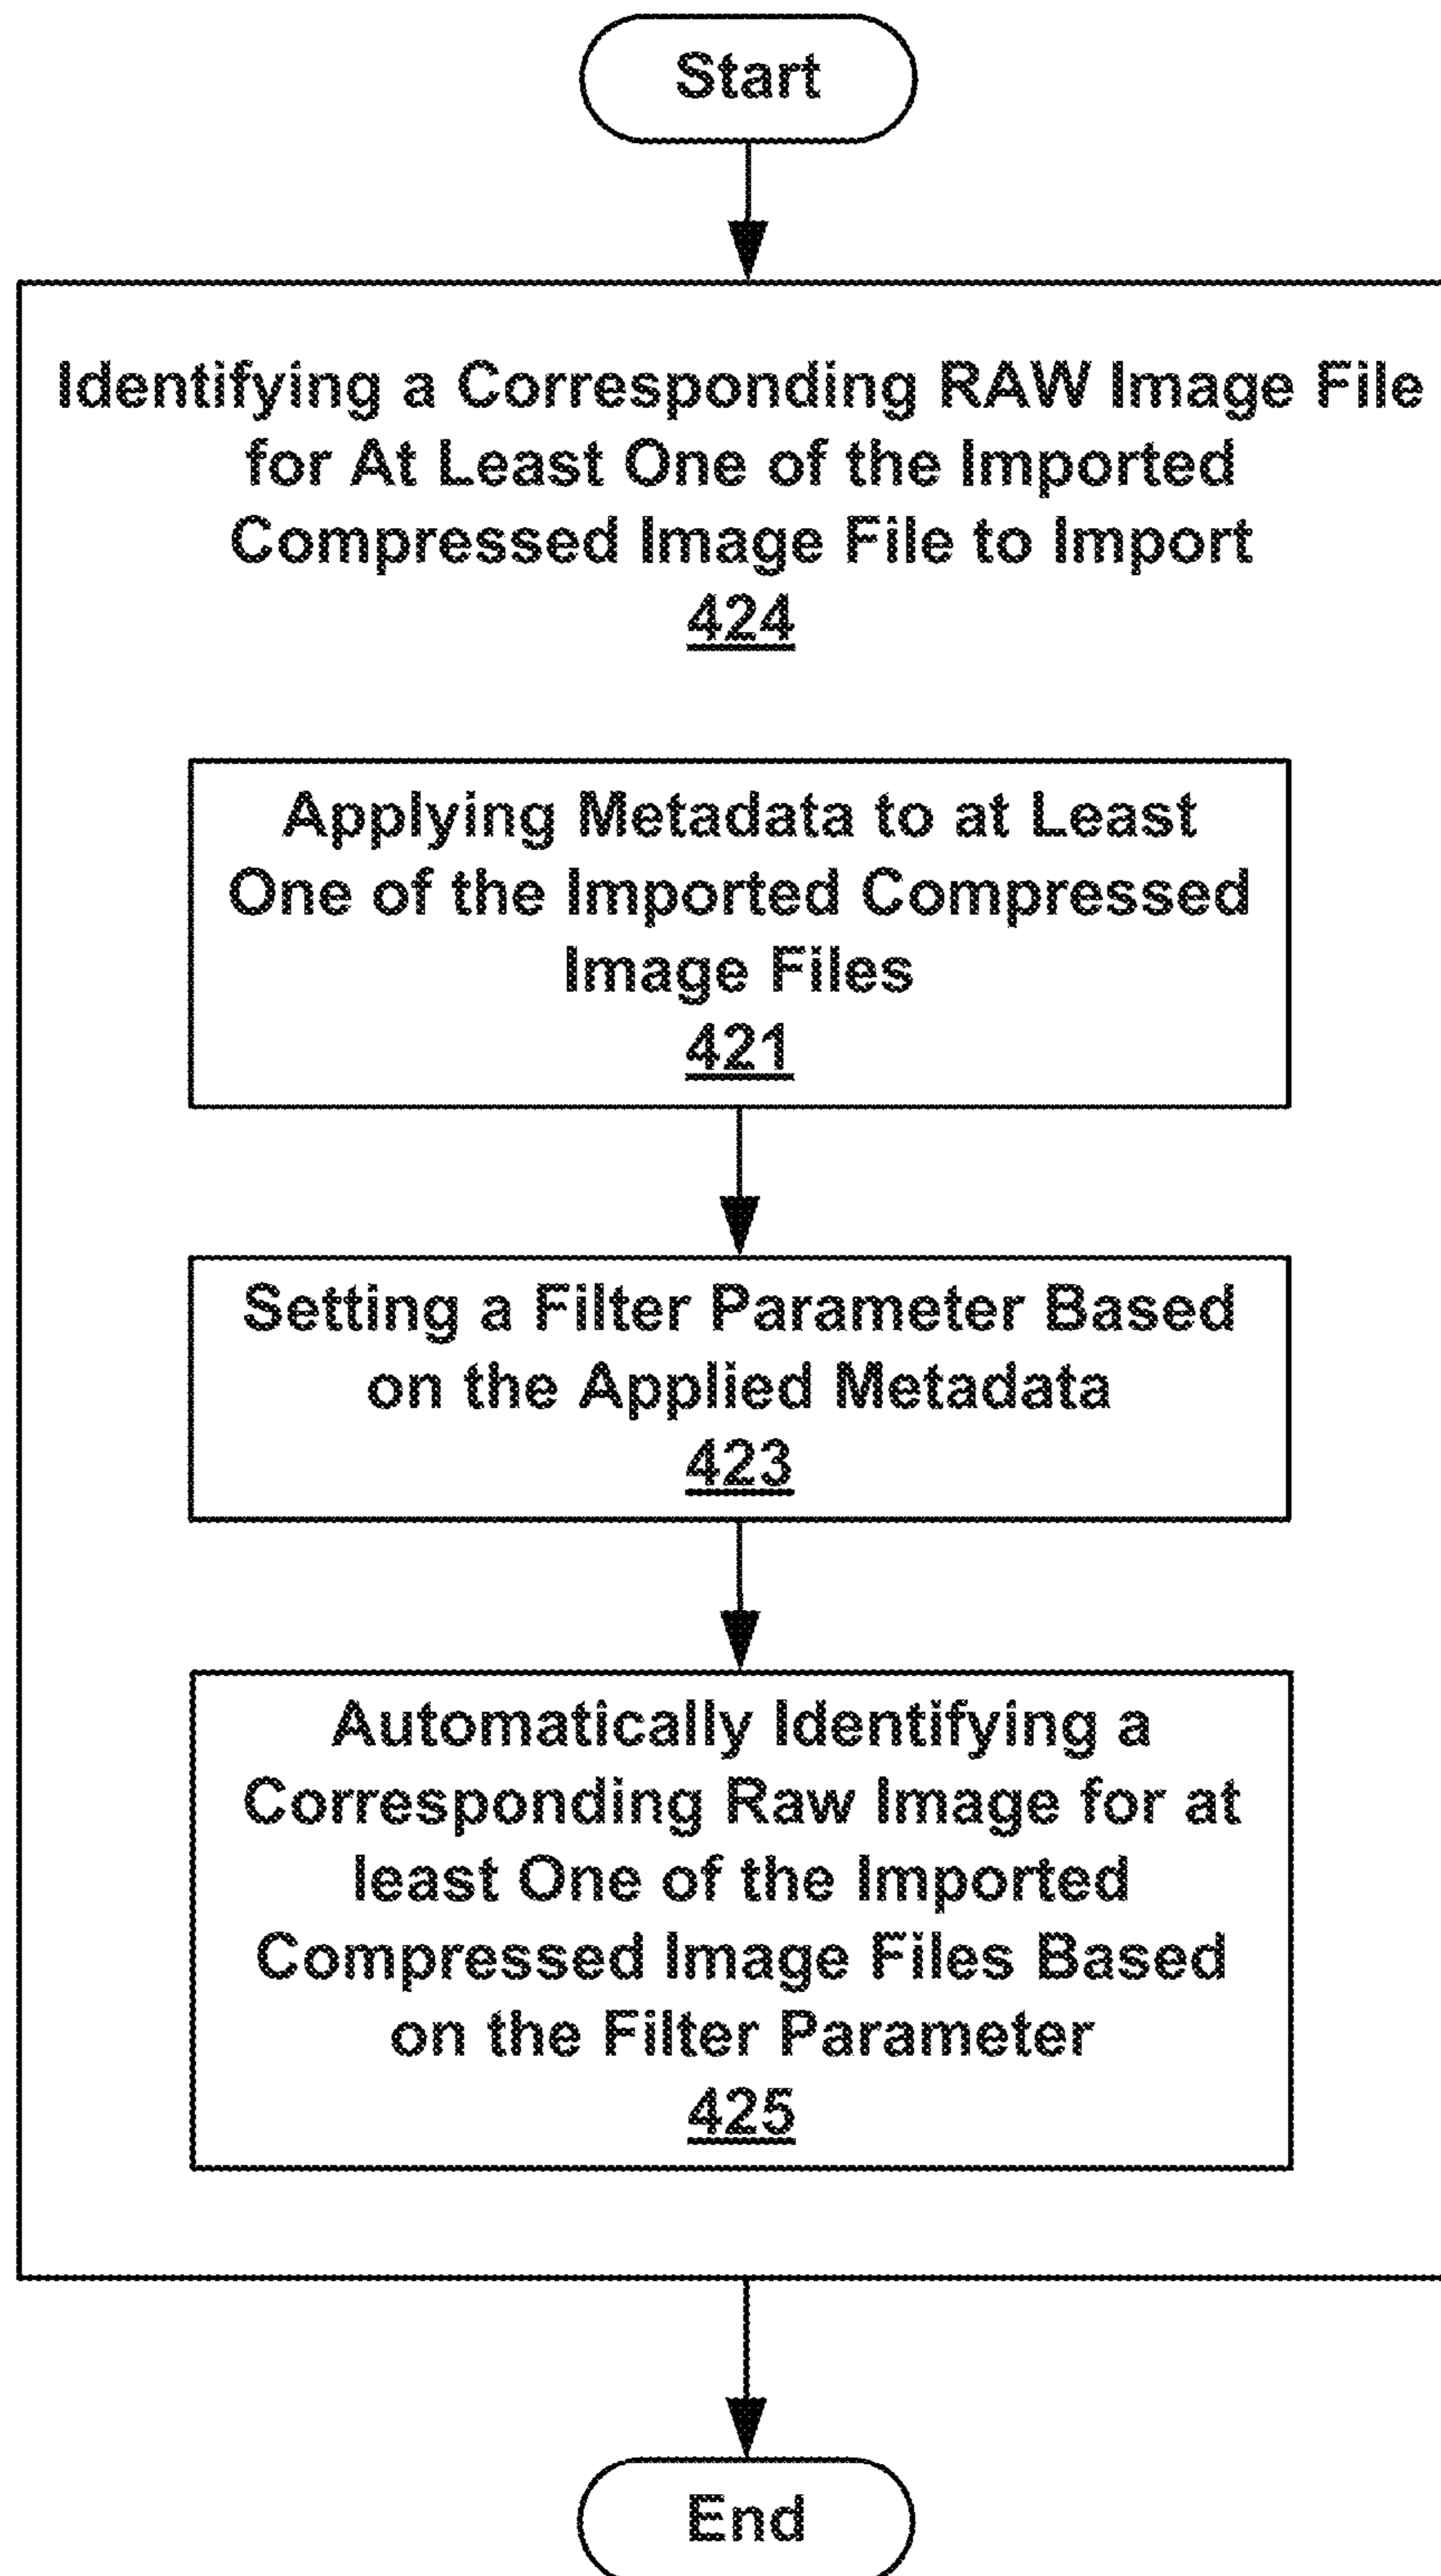 Start
Identifying a Corresponding RAW Image File
for At Least One of the Imported
Compressed Image File to Import
424
Applying Metadata to at Least
One of the Imported Compressed
Image Files
421
Setting a Filter Parameter Based
on the Applied Metadata
423
Automatically Identifying a
Corresponding Raw Image for at
least One of the Imported
Compressed Image Files Based
on the Filter Parameter
425
End